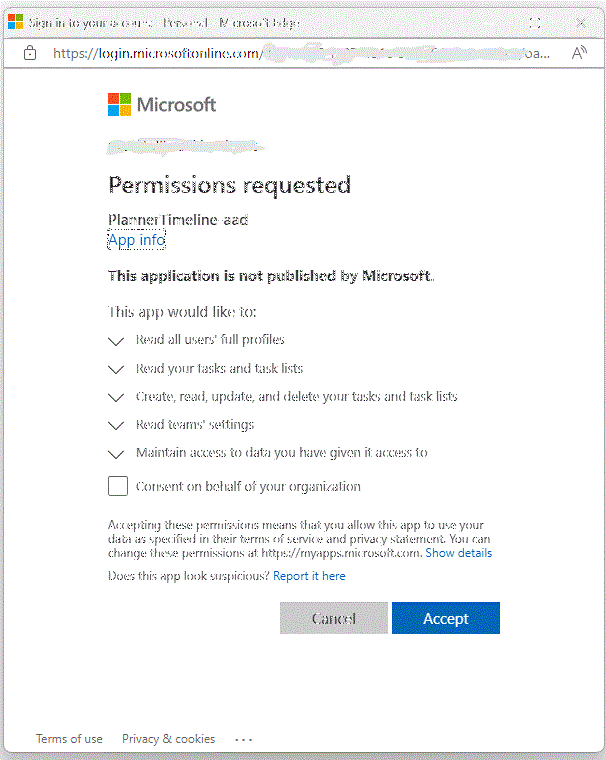 Sign in to your account - Personal - Microsoft Edge
https://login.microsoftonline.com/ oa...
Microsoft
Permissions requested
PlannerTimeline-aad
App info
This application is not published by Microsoft.
This app would like to:
Read all users' full profiles
Read your tasks and task lists
Create, read, update, and delete your tasks and task lists
Read teams' settings
Maintain access to data you have given it access to
Consent on behalf of your organization
Accepting these permissions means that you allow this app to use your
data as specified in their terms of service and privacy statement. You can
change these permissions at https://myapps.microsoft.com. Show details
Does this app look suspicious? Report it here
Cancel Accept
Terms of use Privacy & cookies ...